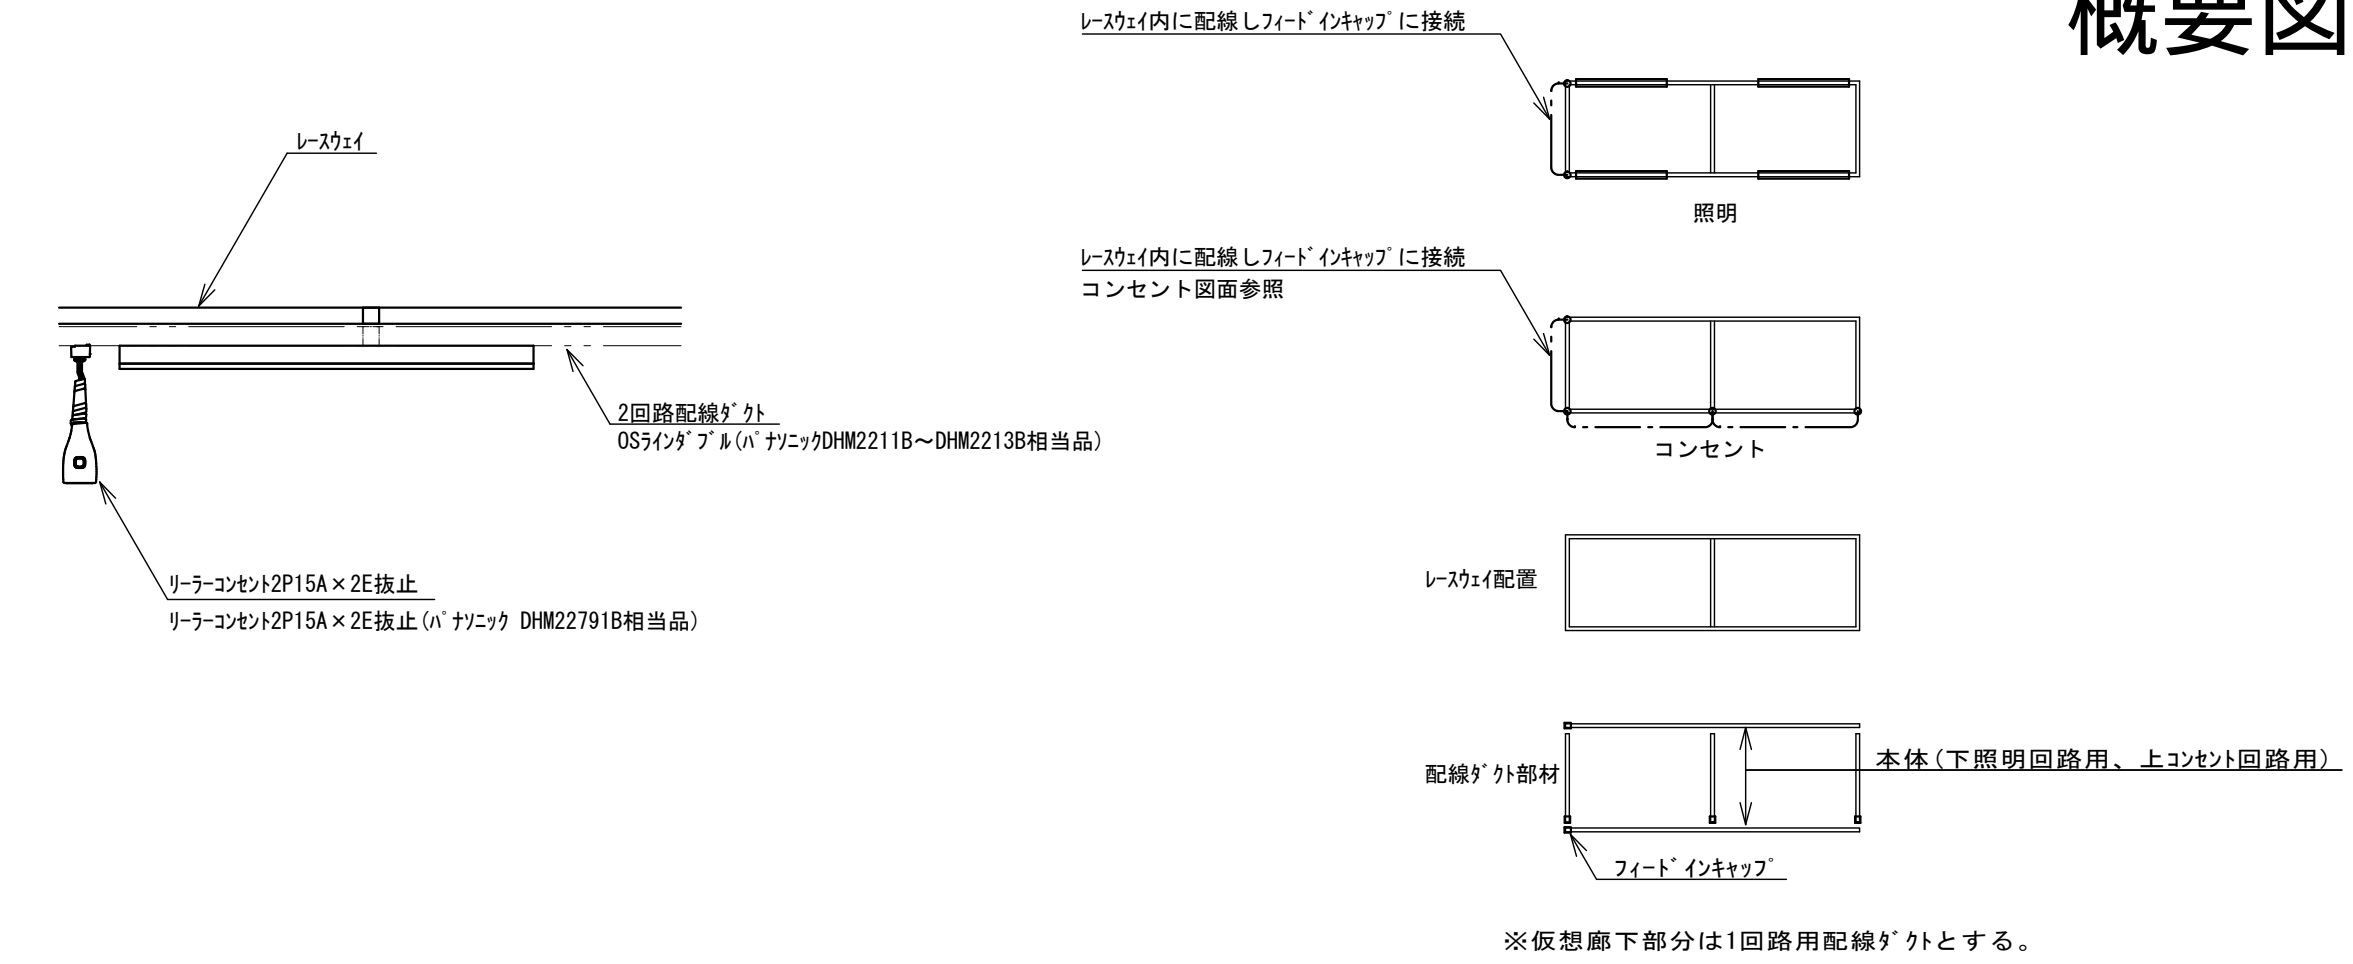 概要図
レースウェイ
2回路配線ﾀﾞｸﾄ
OSﾗｲﾝﾀﾞﾌﾞﾙ(ﾊﾟﾅｿﾆｯｸDHM2211B～DHM2213B相当品)
ﾘｰﾗｰｺﾝｾﾝﾄ2P15A×2E抜止
ﾘｰﾗｰｺﾝｾﾝﾄ2P15A×2E抜止(ﾊﾟﾅｿﾆｯｸ DHM22791B相当品)
ﾚｰｽｳｪｲ内に配線しﾌｨｰﾄﾞｲﾝｷｬｯﾌﾟに接続
照明
ﾚｰｽｳｪｲ内に配線しﾌｨｰﾄﾞｲﾝｷｬｯﾌﾟに接続
コンセント図面参照
コンセント
ﾚｰｽｳｪｲ配置
配線ﾀﾞｸﾄ部材
本体(下照明回路用、上ｺﾝｾﾝﾄ回路用)
ﾌｨｰﾄﾞｲﾝｷｬｯﾌﾟ
※仮想廊下部分は1回路用配線ﾀﾞｸﾄとする。